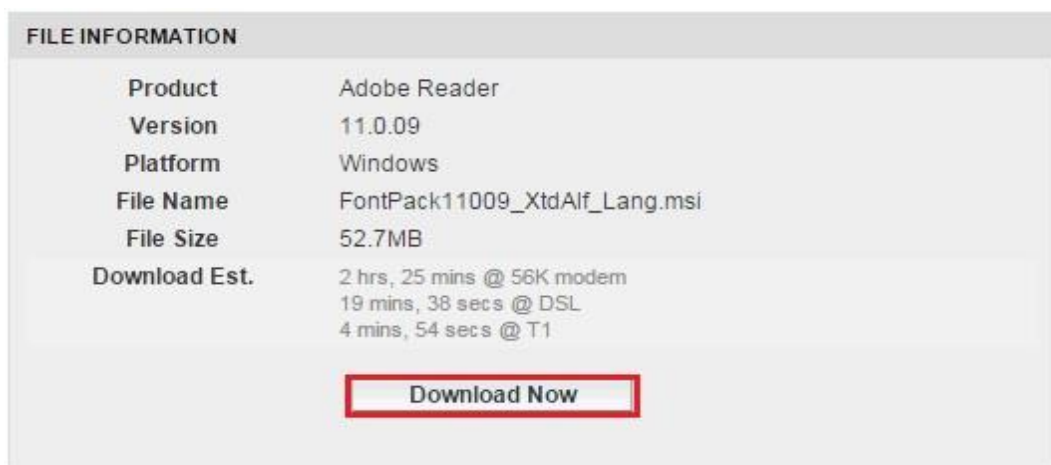 FILE INFORMATION
Product Adobe Reader
Version 11.0.09
Platform Windows
File Name FontPack11009_XtdAlf_Lang.msi
File Size 52.7MB
Download Est. 2 hrs, 25 mins @ 56K modem
19 mins, 38 secs @ DSL
4 mins, 54 secs @ T1
Download Now